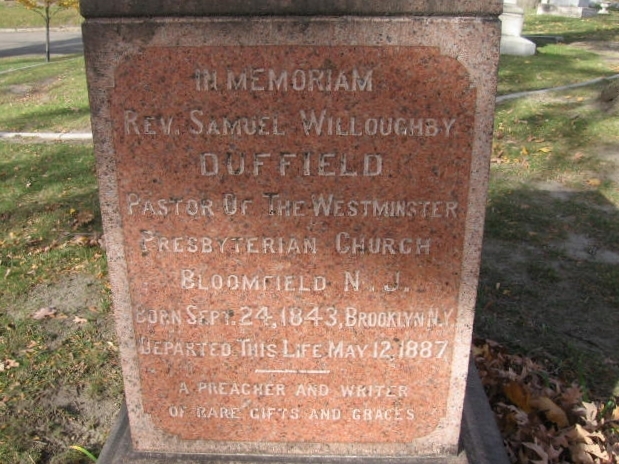 IN MEMORIAM
REV. SAMUEL WILLOUGHBY
DUFFIELD
PASTOR OF THE WESTMINSTER
PRESBYTERIAN CHURCH
BLOOMFIELD N.J.
BORN SEPT. 24, 1843, BROOKLYN N.Y.
DEPARTED THIS LIFE MAY 12, 1887
A PREACHER AND WRITER
OF RARE GIFTS AND GRACES